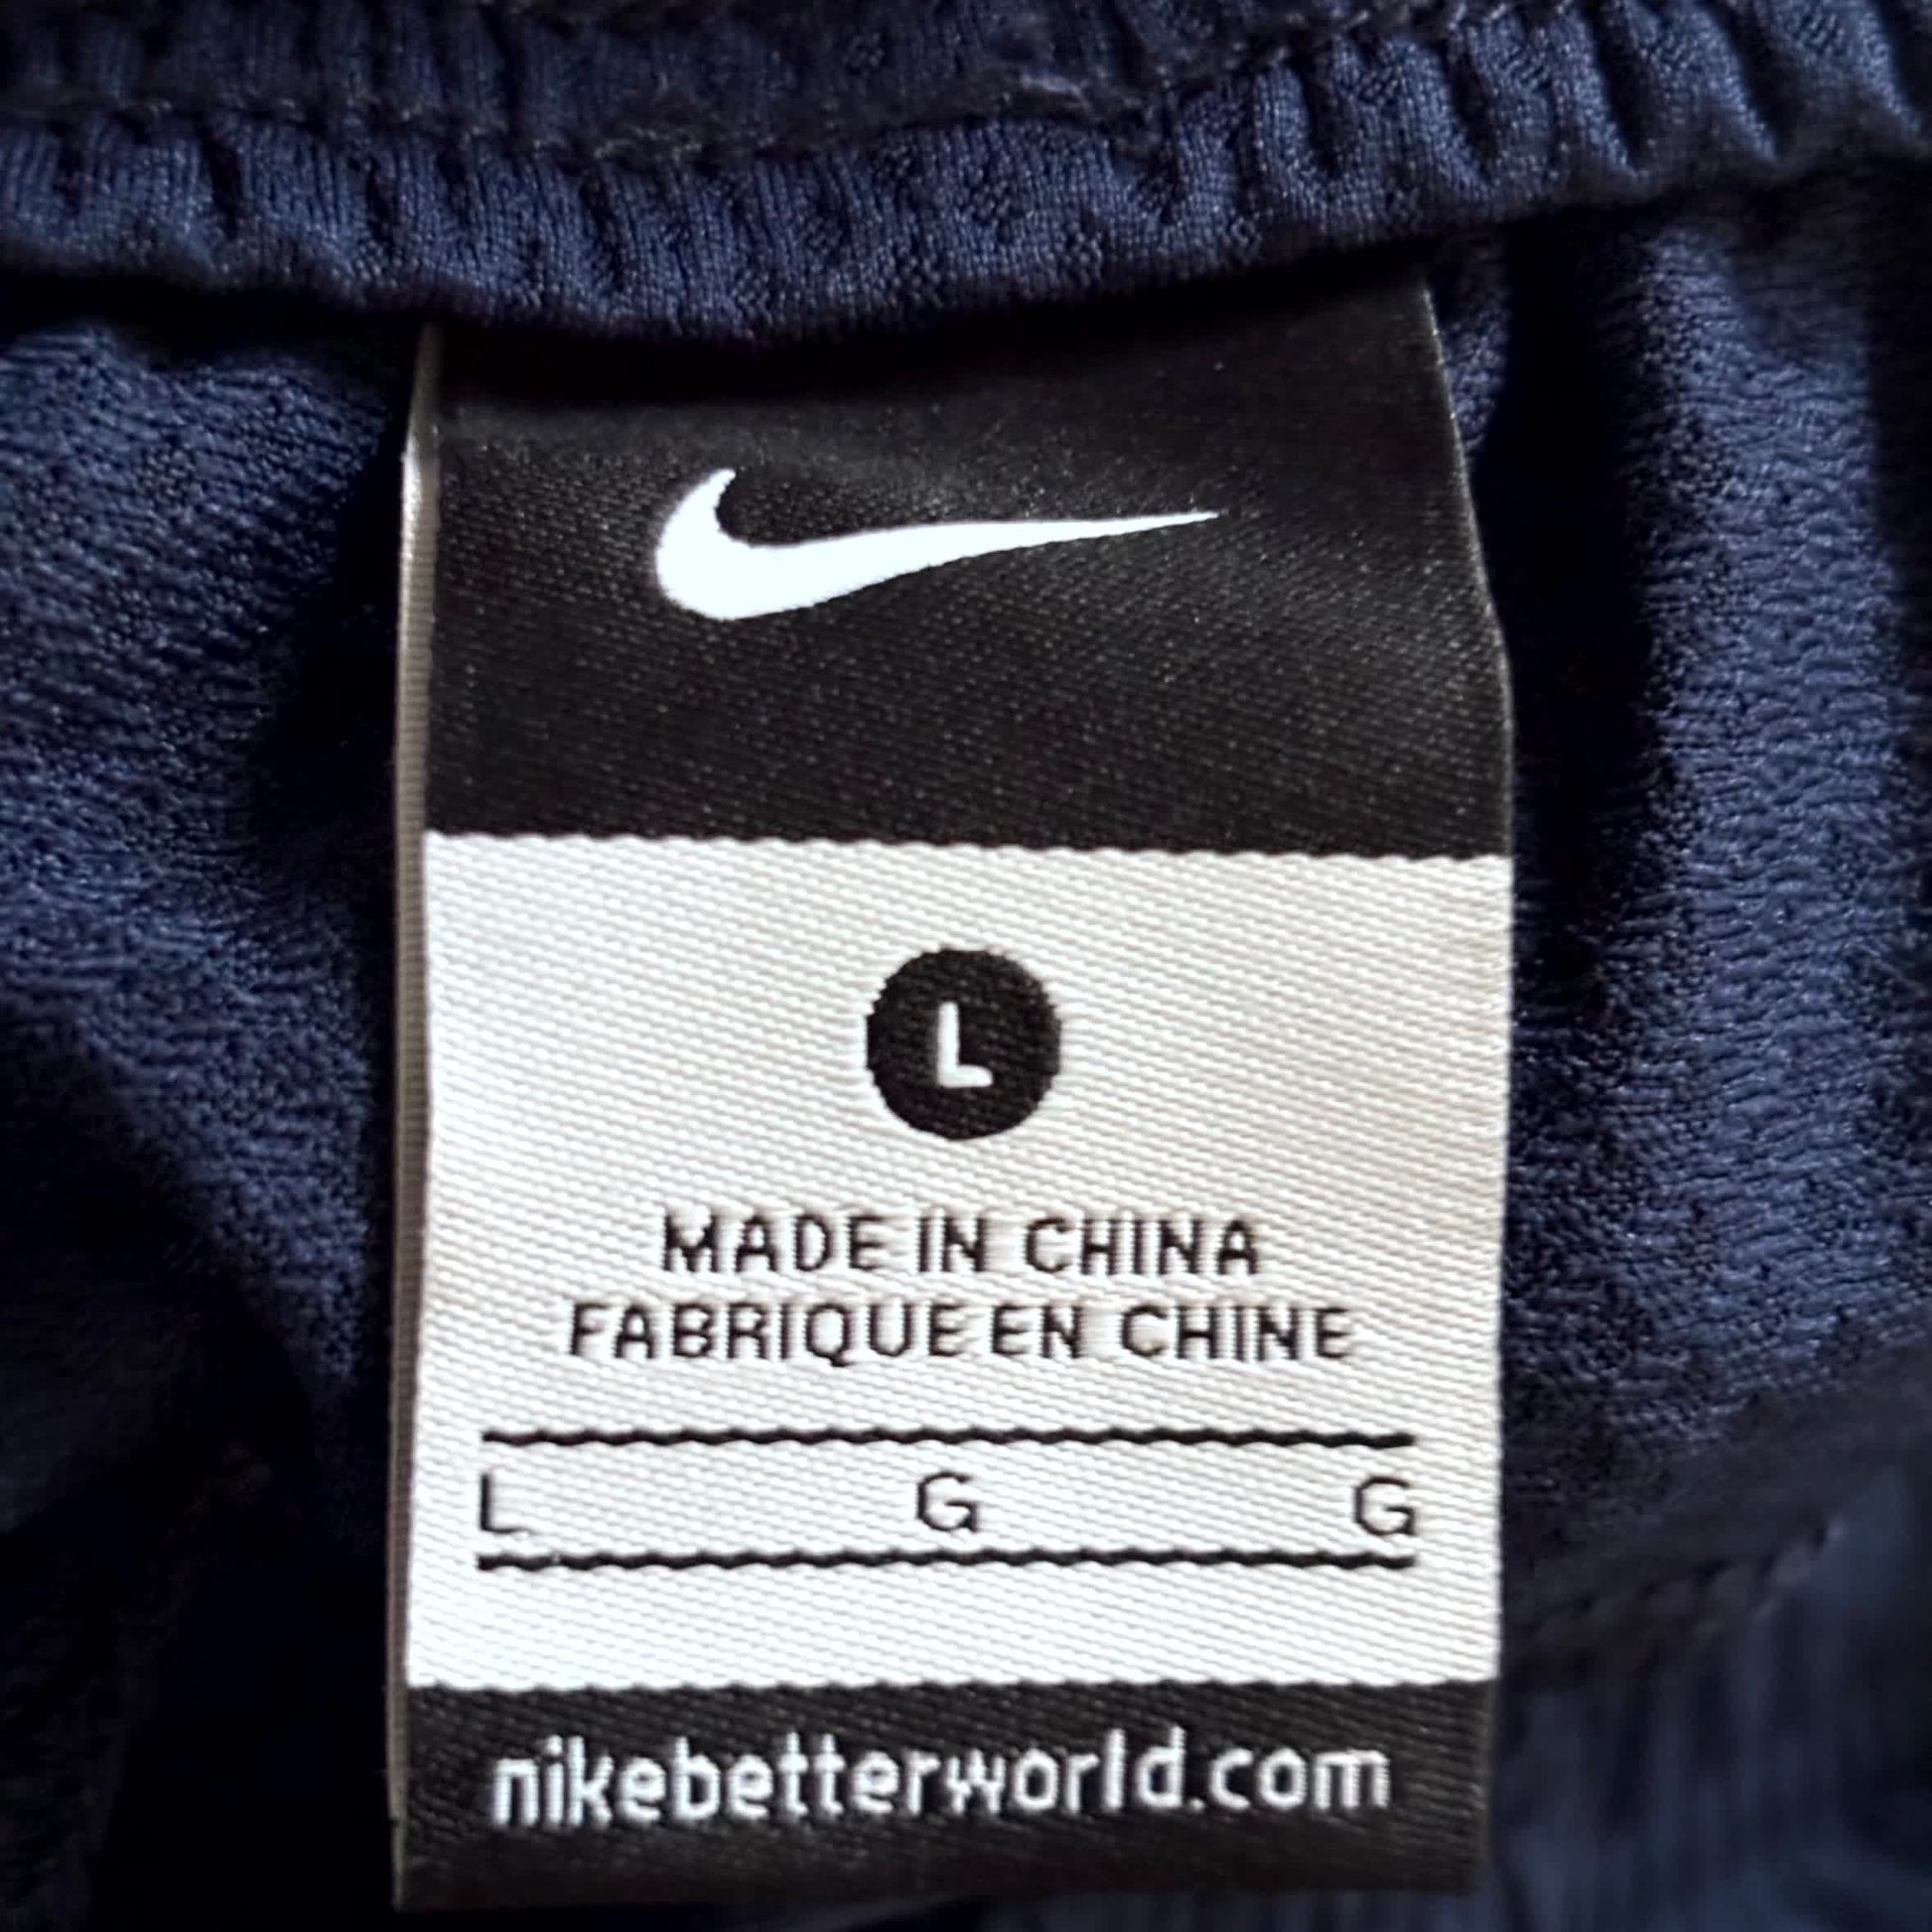 L
MADE IN CHINA
FABRIQUE EN CHINE
L G G
nikebetterworld.com